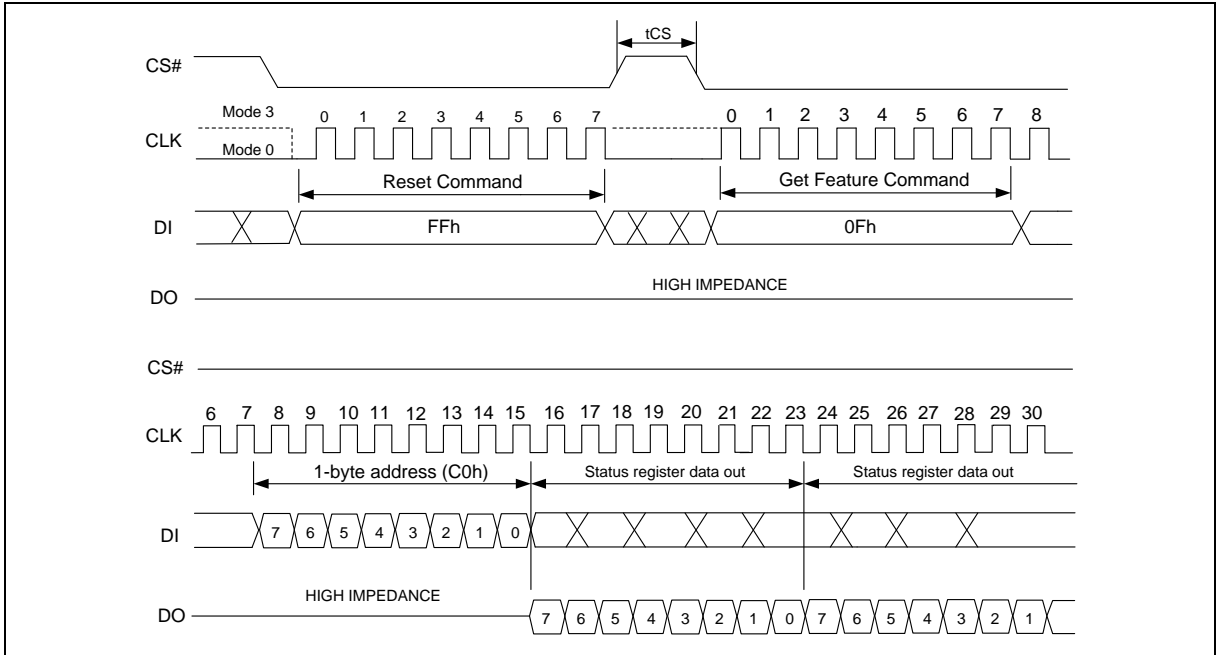 tCS
CS#
Mode 3
0 1 2 3 4 5 6 7
0 1 2 3 4 5 6 7 8
CLK
Mode 0
Reset Command
Get Feature Command
DI
FFh
0Fh
HIGH IMPEDANCE
DO
CS#
6 7 8 9 10 11 12 13 14 15 16 17 18 19 20 21 22 23 24 25 26 27 28 29 30
CLK
1-byte address (C0h)
Status register data out
Status register data out
DI
7 6 5 4 3 2 1 0
HIGH IMPEDANCE
DO
7 6 5 4 3 2 1 0 7 6 5 4 3 2 1